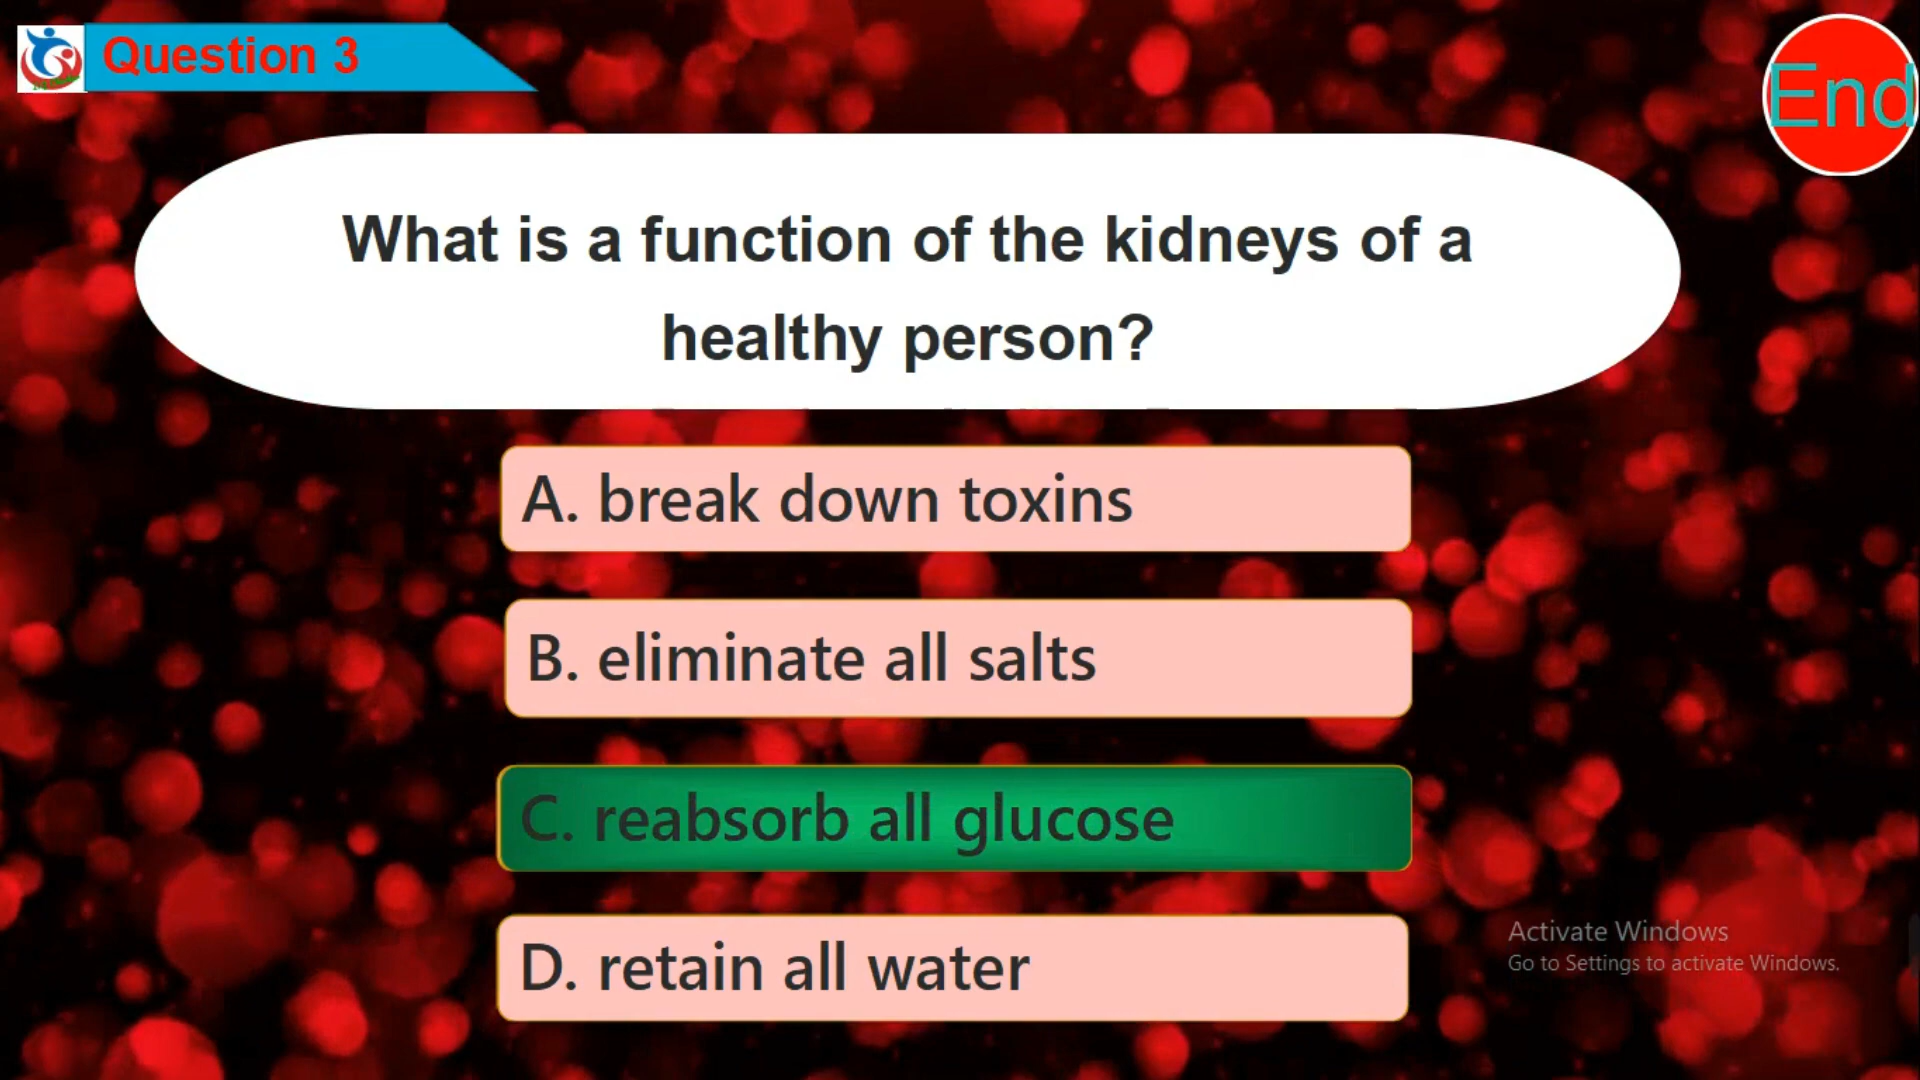 Question 3
End
What is a function of the kidneys of a
healthy person?
A. break down toxins
B. eliminate all salts
C. reabsorb all glucose
D. retain all water
Activate Windows
Go to Settings to activate Windows.